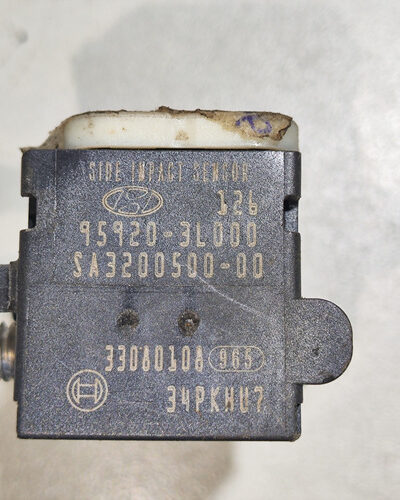 SIDE IMPACT SENSOR
126
95920-3L000
SA3200500-00
33080108 965
34PKHU7